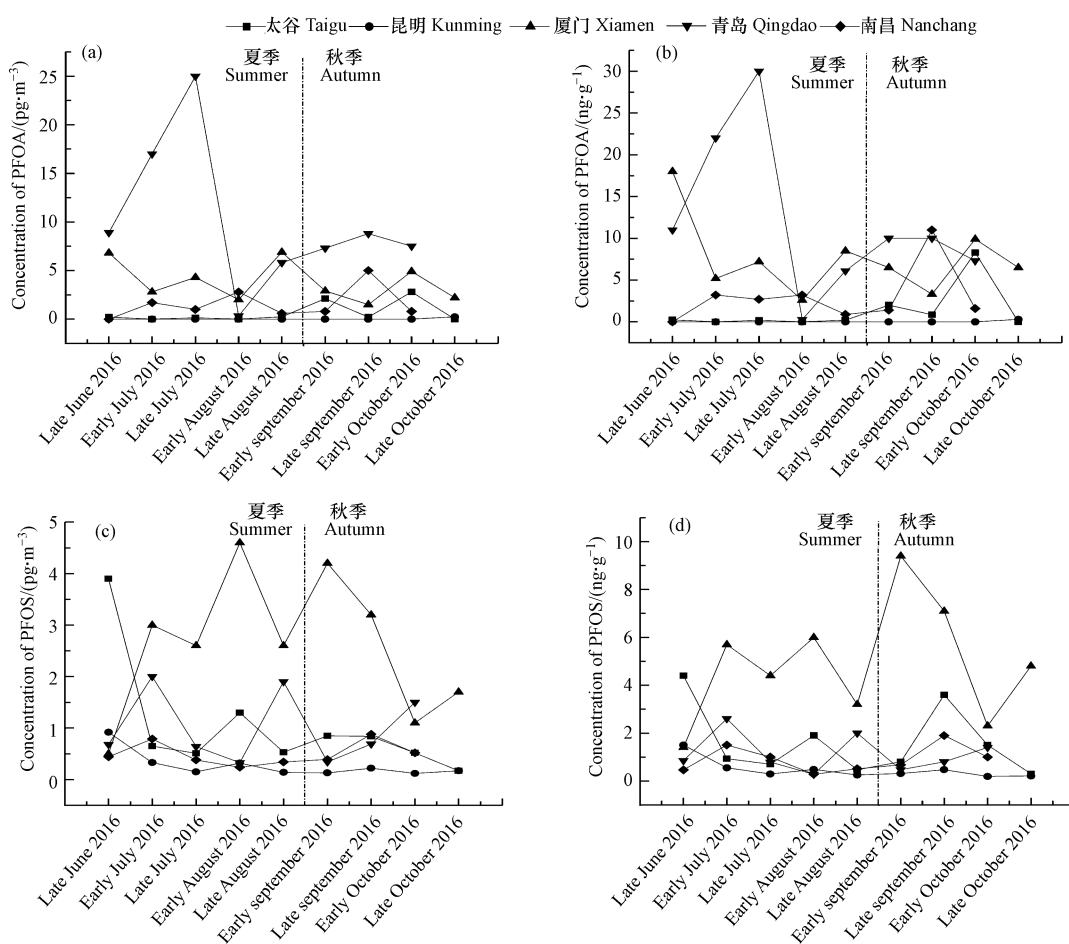 太谷 Taigu 昆明 Kunming 厦门 Xiamen 青岛 Qingdao 南昌 Nanchang
(a)
夏季 秋季
Summer Autumn
Concentration of PFOA/(pg·m⁻³)
25
20
15
10
5
0
Late June 2016
Early July 2016
Late July 2016
Early August 2016
Late August 2016
Early september 2016
Late september 2016
Early October 2016
Late October 2016
(b)
夏季 秋季
Summer Autumn
Concentration of PFOA/(ng·g⁻¹)
30
25
20
15
10
5
0
Late June 2016
Early July 2016
Late July 2016
Early August 2016
Late August 2016
Early september 2016
Late september 2016
Early October 2016
Late October 2016
(c)
夏季 秋季
Summer Autumn
Concentration of PFOS/(pg·m⁻³)
5
4
3
2
1
0
Late June 2016
Early July 2016
Late July 2016
Early August 2016
Late August 2016
Early september 2016
Late september 2016
Early October 2016
Late October 2016
(d)
夏季 秋季
Summer Autumn
Concentration of PFOS/(ng·g⁻¹)
10
8
6
4
2
0
Late June 2016
Early July 2016
Late July 2016
Early August 2016
Late August 2016
Early september 2016
Late september 2016
Early October 2016
Late October 2016